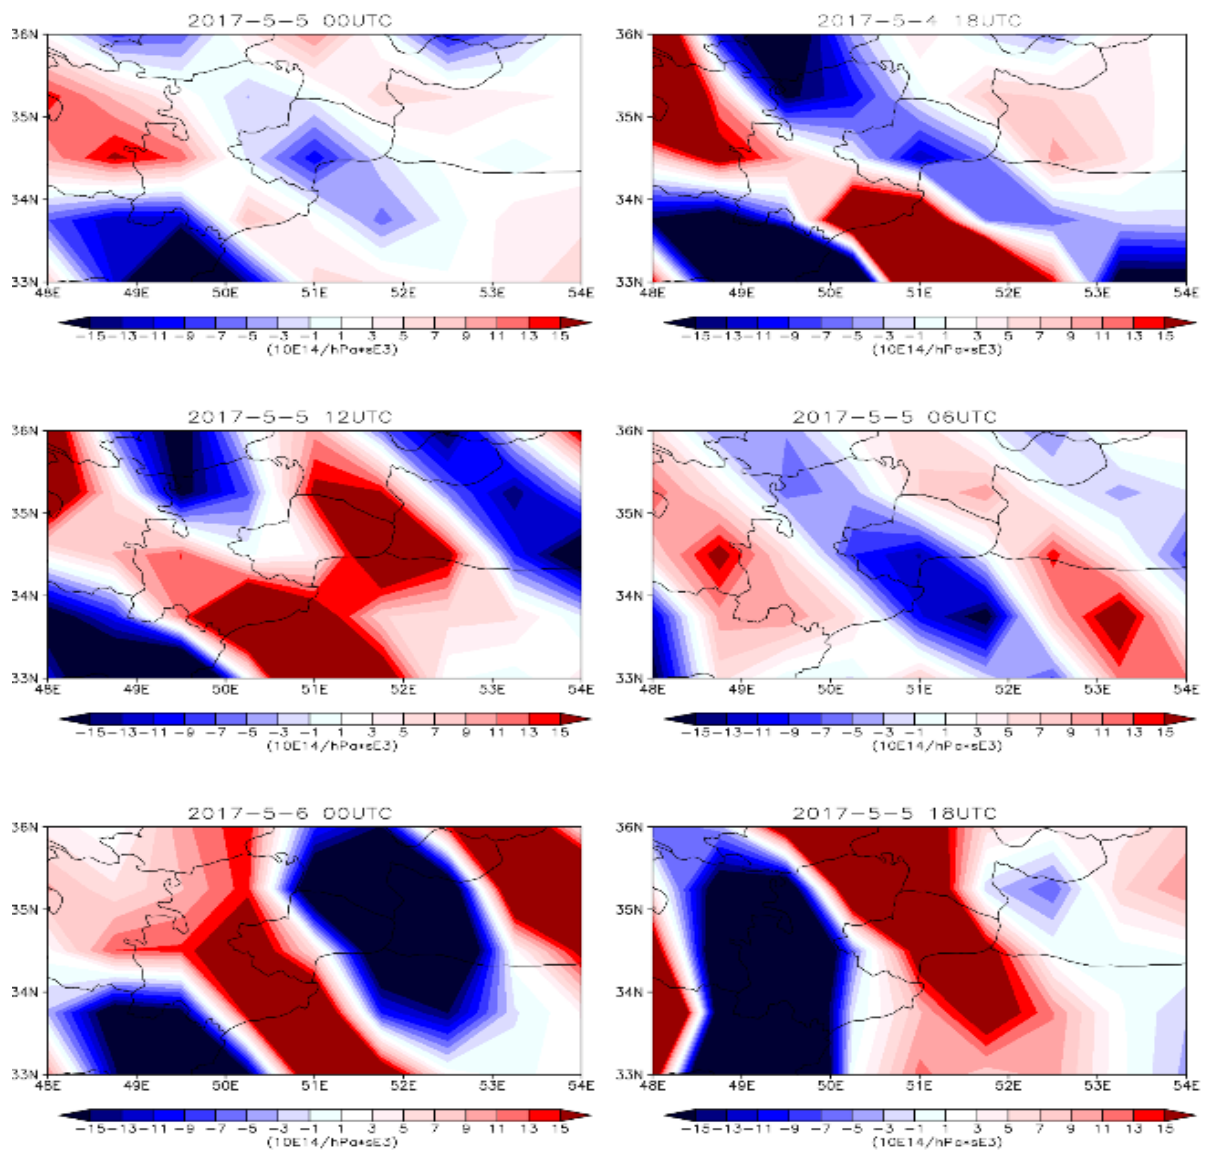 2017-5-5 00UTC
36N
35N
34N
33N
48E 49E 50E 51E 52E 53E 54E
-15-13-11 -9 -7 -5 -3 -1 1 3 5 7 9 11 13 15
(10E14/hPa*sE3)
2017-5-4 18UTC
36N
35N
34N
33N
48E 49E 50E 51E 52E 53E 54E
-15-13-11 -9 -7 -5 -3 -1 1 3 5 7 9 11 13 15
(10E14/hPa*sE3)
2017-5-5 12UTC
36N
35N
34N
33N
48E 49E 50E 51E 52E 53E 54E
-15-13-11 -9 -7 -5 -3 -1 1 3 5 7 9 11 13 15
(10E14/hPa*sE3)
2017-5-5 06UTC
36N
35N
34N
33N
48E 49E 50E 51E 52E 53E 54E
-15-13-11 -9 -7 -5 -3 -1 1 3 5 7 9 11 13 15
(10E14/hPa*sE3)
2017-5-6 00UTC
36N
35N
34N
33N
48E 49E 50E 51E 52E 53E 54E
-15-13-11 -9 -7 -5 -3 -1 1 3 5 7 9 11 13 15
(10E14/hPa*sE3)
2017-5-5 18UTC
36N
35N
34N
33N
48E 49E 50E 51E 52E 53E 54E
-15-13-11 -9 -7 -5 -3 -1 1 3 5 7 9 11 13 15
(10E14/hPa*sE3)